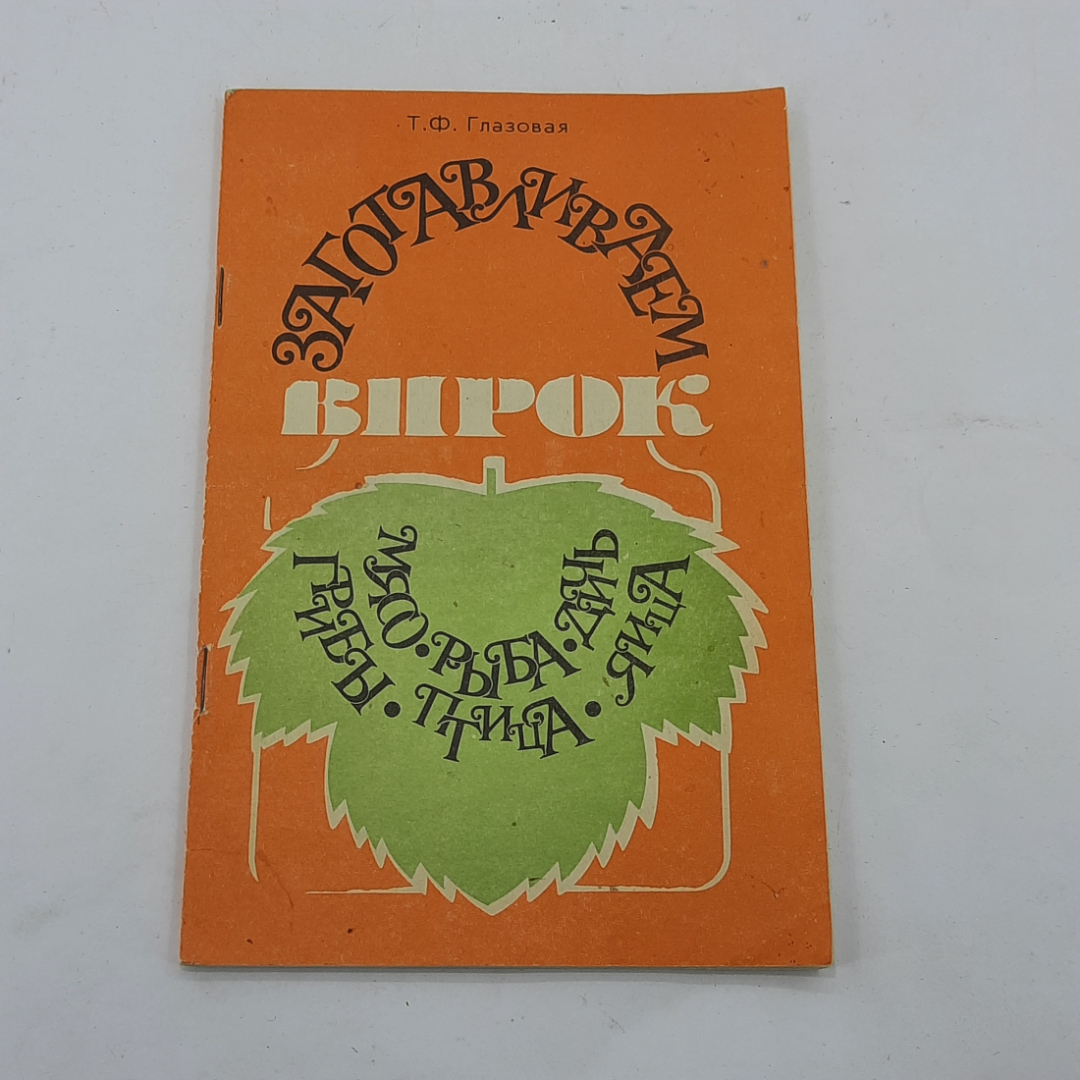 Т.Ф. Глазовая
ЗАГОТАВЛИВАЕМ
ВПРОК
МЯСО • РЫБА • ДИЧЬ
ГРИБЫ • ПТИЦА • ЯЙЦА